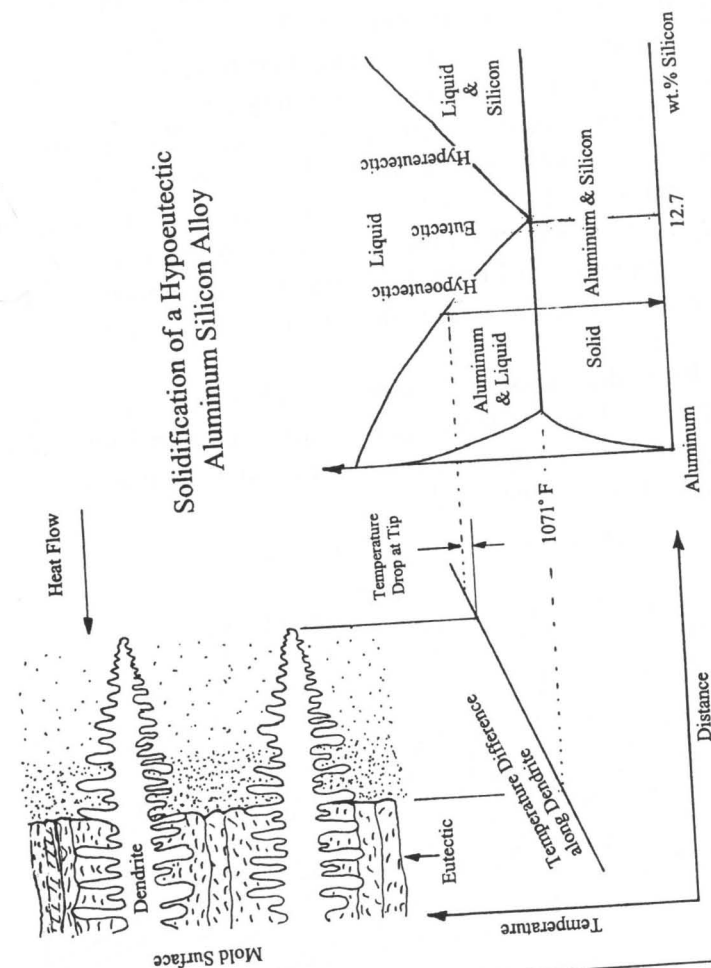 Solidification of a Hypoeutectic
Aluminum Silicon Alloy
Heat Flow
Mold Surface
Dendrite
Eutectic
Temperature
Temperature Difference
along Dendrite
Distance
Temperature
Drop at Tip
1071° F
Liquid
Hypoeutectic
Eutectic
Hypereutectic
Liquid
&
Silicon
Aluminum
& Liquid
Solid
Aluminum & Silicon
Aluminum
12.7
wt.% Silicon